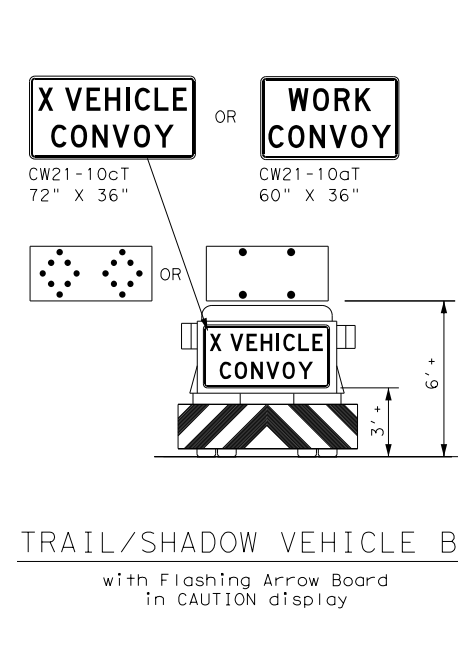 X VEHICLE
CONVOY
OR
WORK
CONVOY
CW21-10cT
72" X 36"
CW21-10aT
60" X 36"
OR
X VEHICLE
CONVOY
6' +
3' +
TRAIL/SHADOW VEHICLE B
with Flashing Arrow Board
in CAUTION display